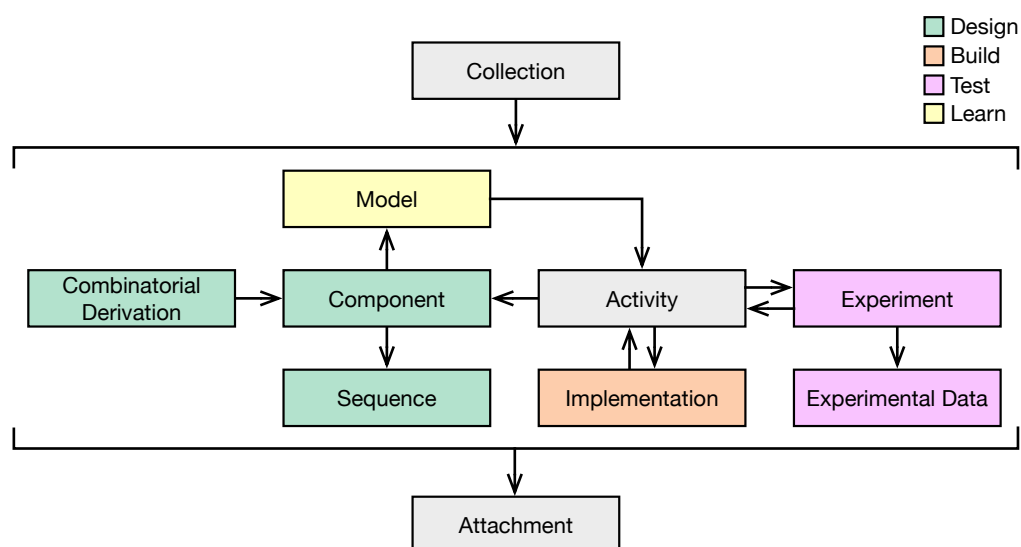 Design
Build
Test
Learn
Collection
Model
Combinatorial
Derivation
Component
Activity
Experiment
Sequence
Implementation
Experimental Data
Attachment